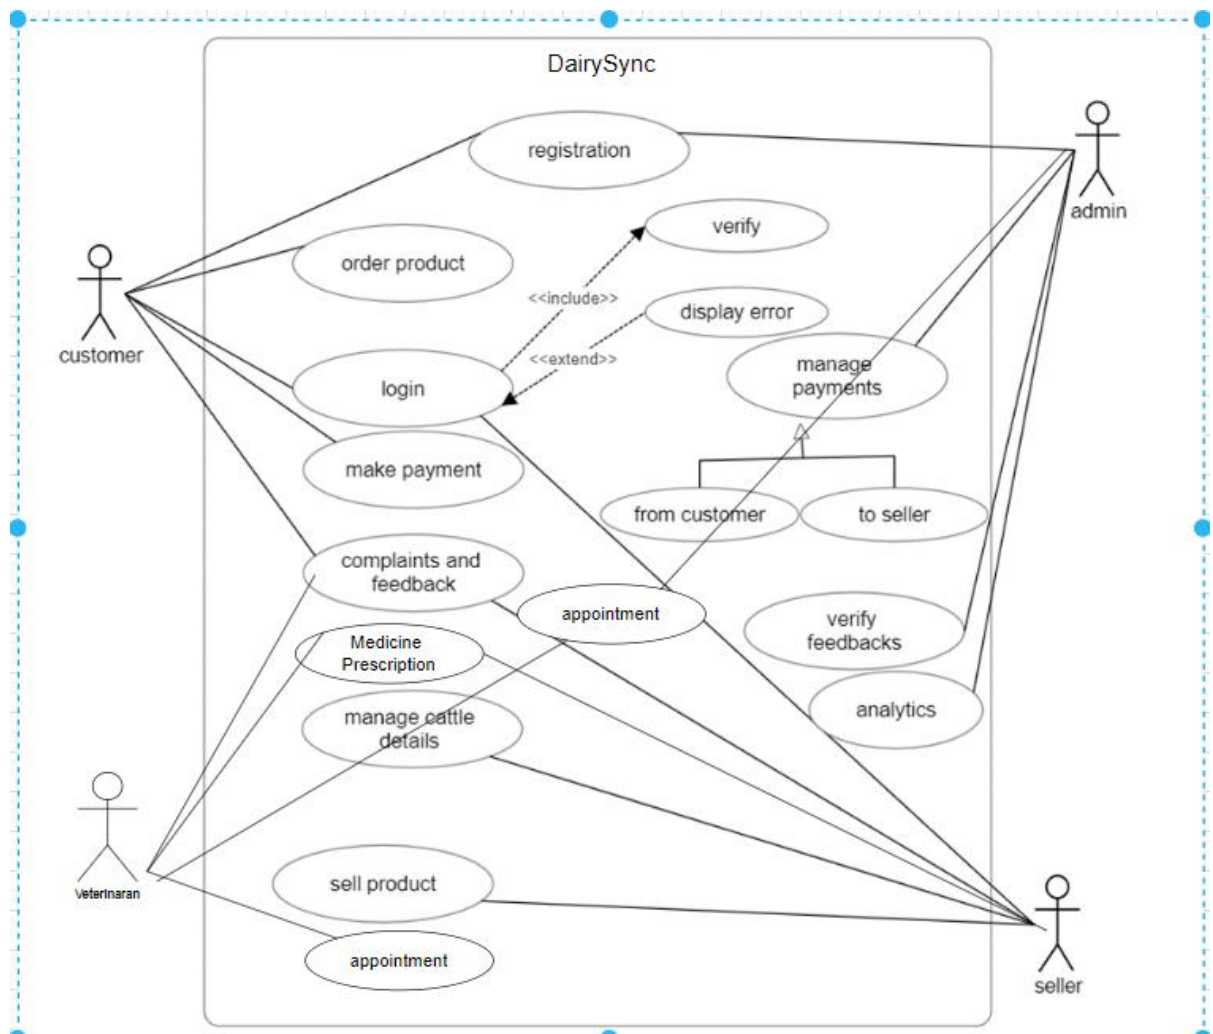 DairySync
registration
admin
verify
order product
<<include>>
display error
customer
<<extend>>
manage
payments
login
make payment
from customer
to seller
complaints and
feedback
appointment
verify
feedbacks
Medicine
Prescription
manage cattle
details
analytics
Veterinaran
sell product
appointment
seller